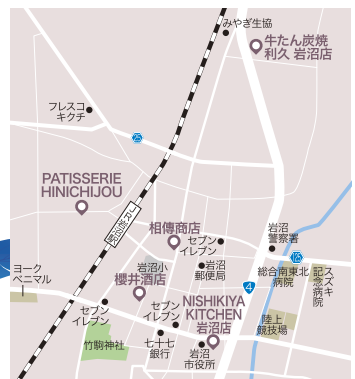 みやぎ生協
牛たん炭焼
利久 岩沼店
フレスコ
キクチ
25
PATISSERIE
HINICHIJOU
JR岩沼駅
相傳商店
セブン
イレブン
岩沼
警察署
125
岩沼
郵便局
総合南東北
病院
スズキ
記念病院
ヨーク
ベニマル
岩沼小
櫻井酒店
4
セブン
イレブン
セブン
イレブン
NISHIKIYA
KITCHEN
岩沼店
陸上
競技場
竹駒神社
七十七
銀行
岩沼
市役所